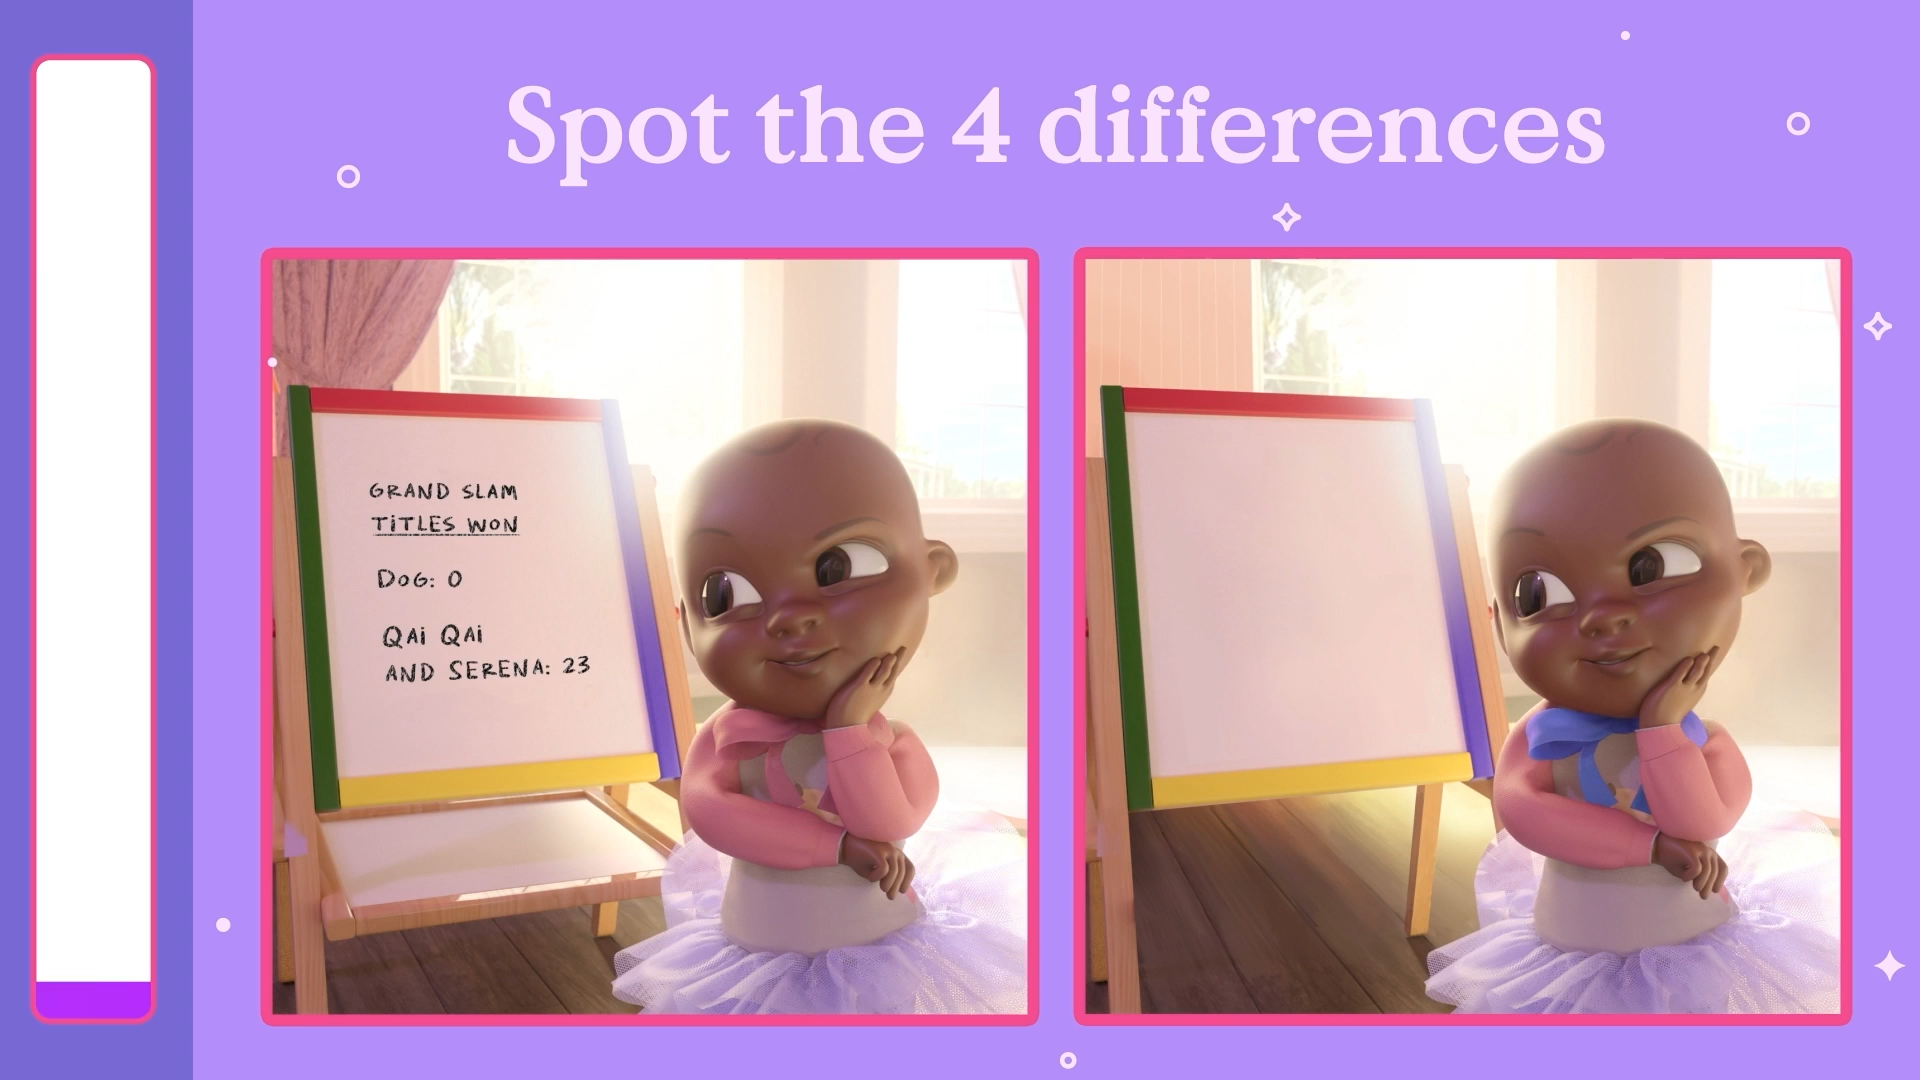 Spot the 4 differences
GRAND SLAM
TiTLES WON
DOG: 0
QAi QAi
AND SERENA: 23